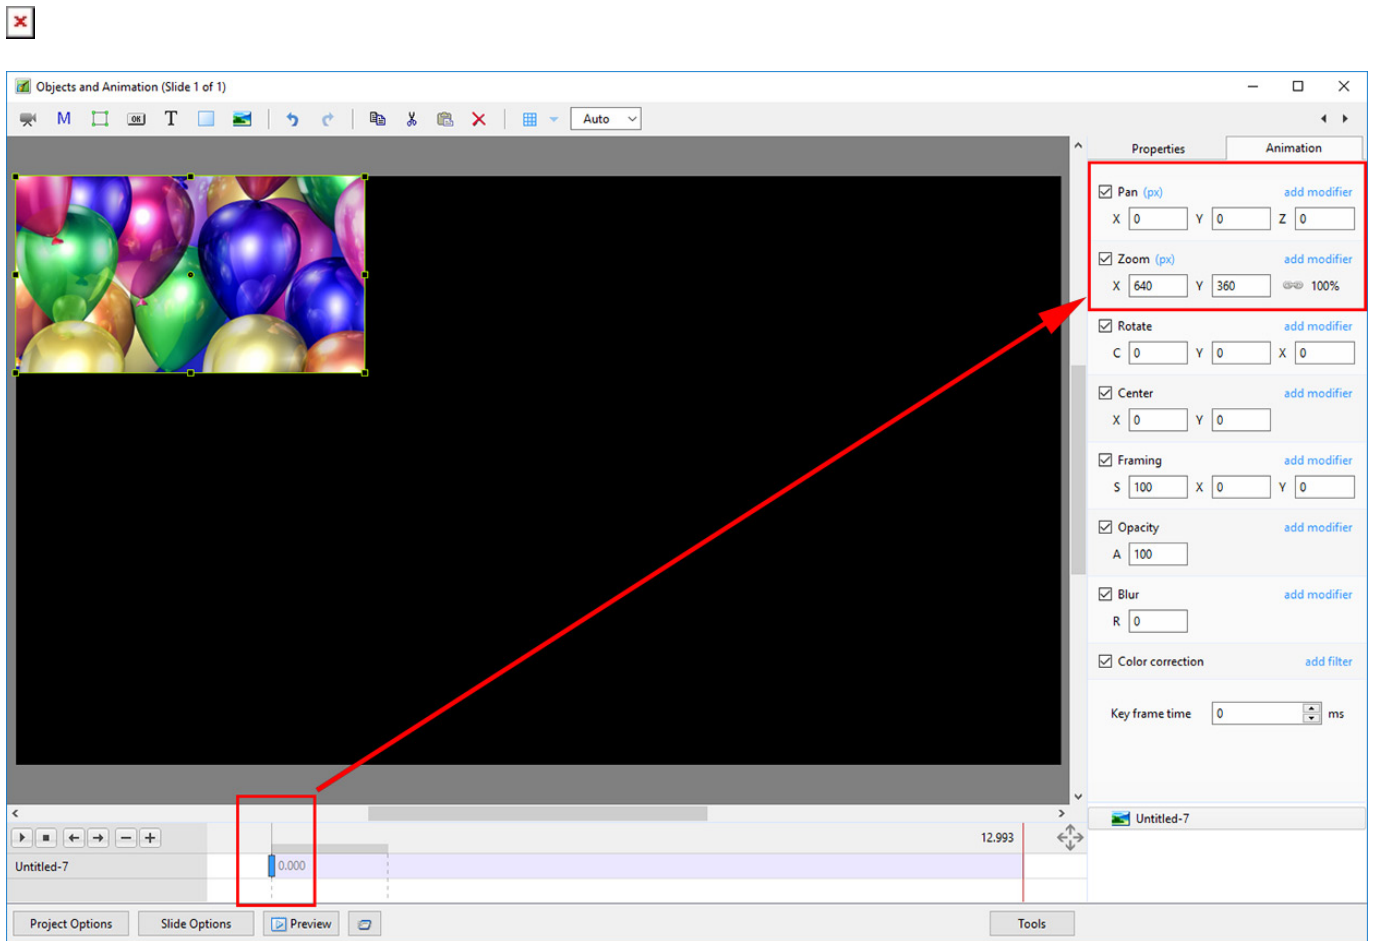 Objects and Animation (Slide 1 of 1)
M OK T Auto
Properties Animation
Pan (px) add modifier
X 0 Y 0 Z 0
Zoom (px) add modifier
X 640 Y 360 100%
Rotate add modifier
C 0 Y 0 X 0
Center add modifier
X 0 Y 0
Framing add modifier
S 100 X 0 Y 0
Opacity add modifier
A 100
Blur add modifier
R 0
Color correction add filter
Key frame time 0 ms
Untitled-7
12.993
Untitled-7 0.000
Project Options Slide Options Preview Tools